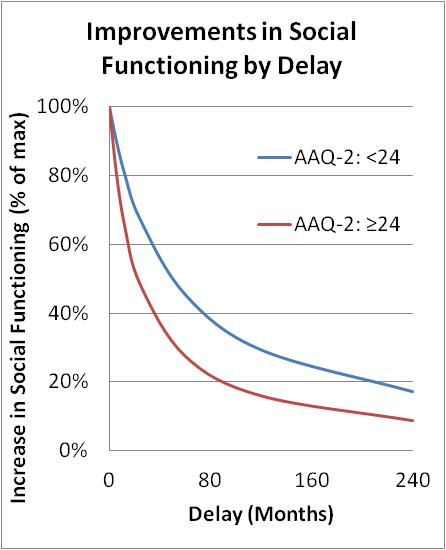 Improvements in Social
Functioning by Delay
Increase in Social Functioning (% of max)
100%
80%
60%
40%
20%
0%
AAQ-2: <24
AAQ-2: ≥24
0 80 160 240
Delay (Months)